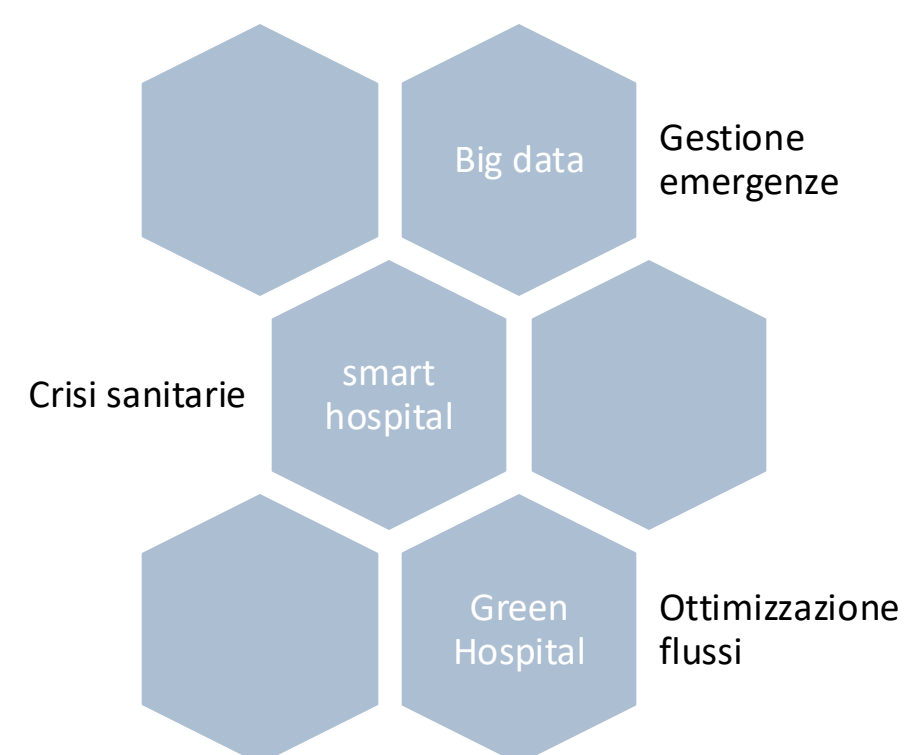 Big data
Gestione
emergenze
Crisi sanitarie
smart
hospital
Green
Hospital
Ottimizzazione
flussi